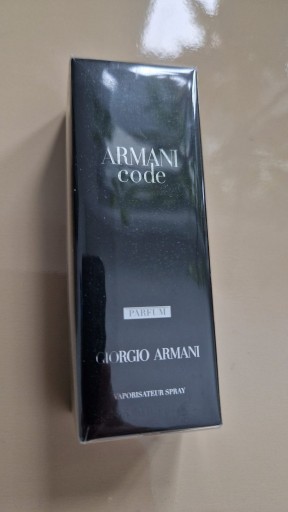 ARMANI
code
PARFUM
GIORGIO ARMANI
VAPORISATEUR SPRAY